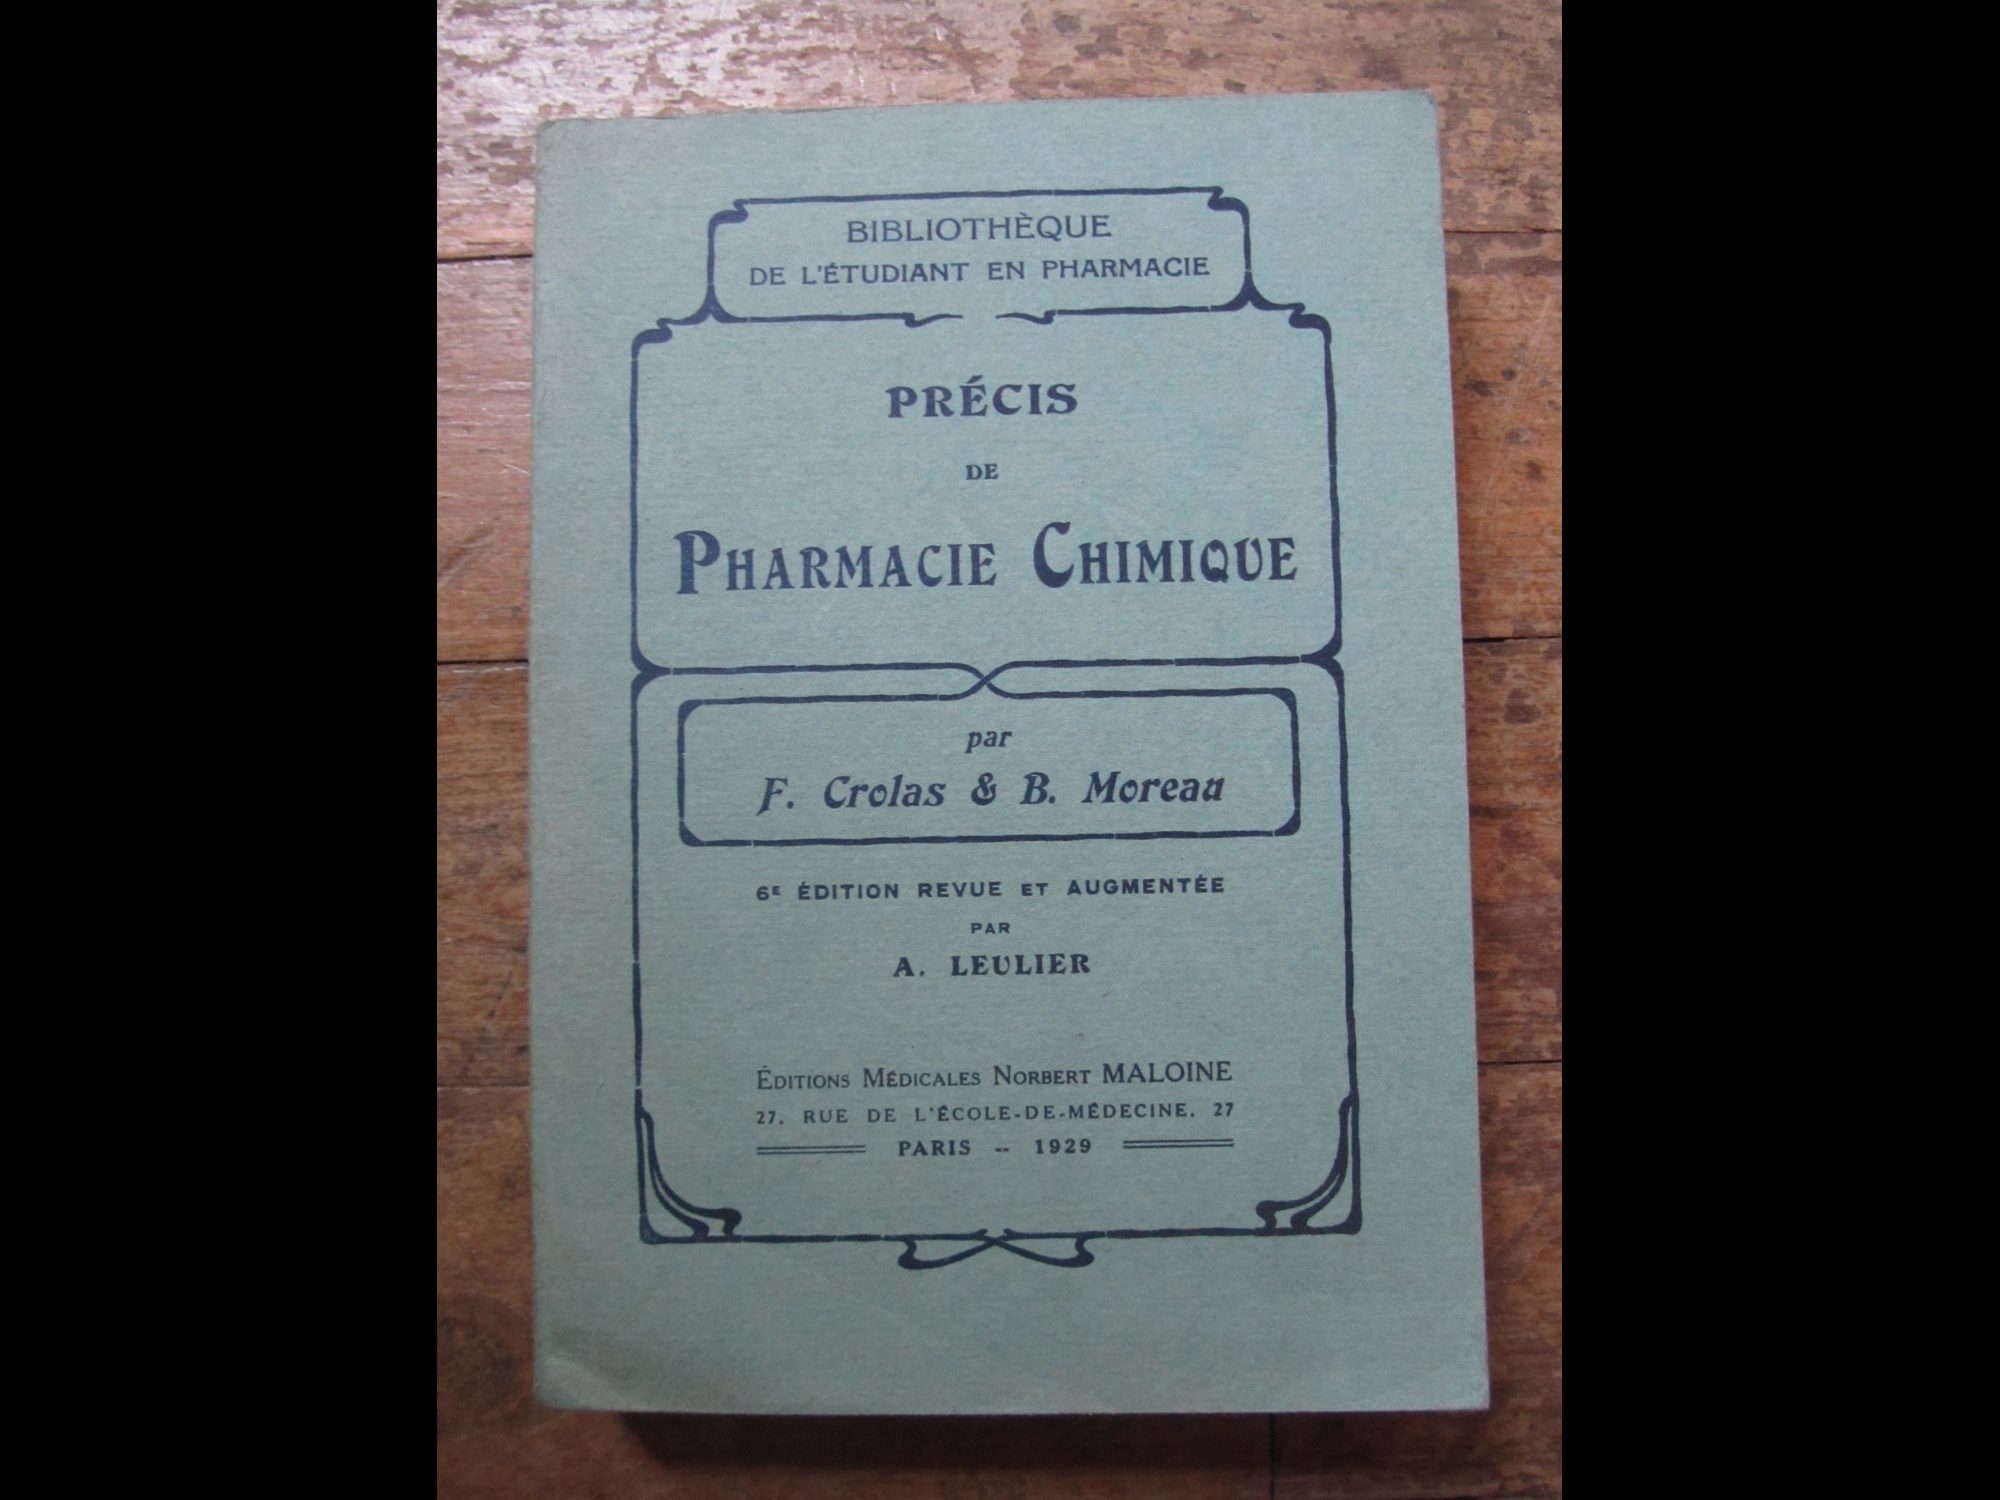 BIBLIOTHÈQUE
DE L'ÉTUDIANT EN PHARMACIE
PRÉCIS
DE
PHARMACIE CHIMIQUE
par
F. Crolas & B. Moreau
6E ÉDITION REVUE ET AUGMENTÉE
PAR
A. LEULIER
ÉDITIONS MÉDICALES NORBERT MALOINE
27, RUE DE L'ÉCOLE-DE-MÉDECINE, 27
PARIS -- 1929